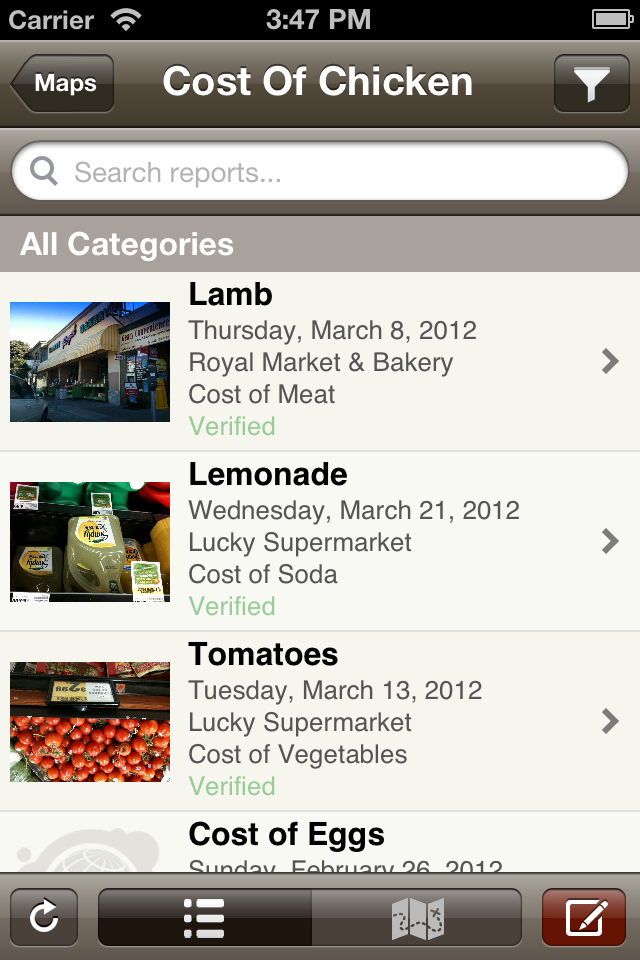 Carrier 3:47 PM
Maps Cost Of Chicken
Search reports...
All Categories
Lamb
Thursday, March 8, 2012
Royal Market & Bakery
Cost of Meat
Verified
Lemonade
Wednesday, March 21, 2012
Lucky Supermarket
Cost of Soda
Verified
Simply
Simply
Tomatoes
Tuesday, March 13, 2012
Lucky Supermarket
Cost of Vegetables
Verified
Cost of Eggs
Sunday, February 26, 2012